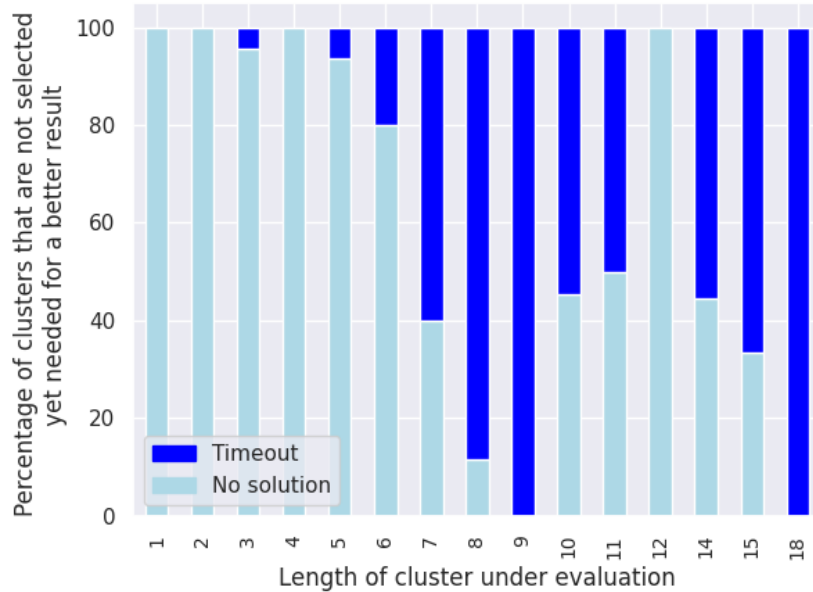 Percentage of clusters that are not selected
yet needed for a better result
100
80
60
40
20
0
Timeout
No solution
1 2 3 4 5 6 7 8 9 10 11 12 14 15 18
Length of cluster under evaluation